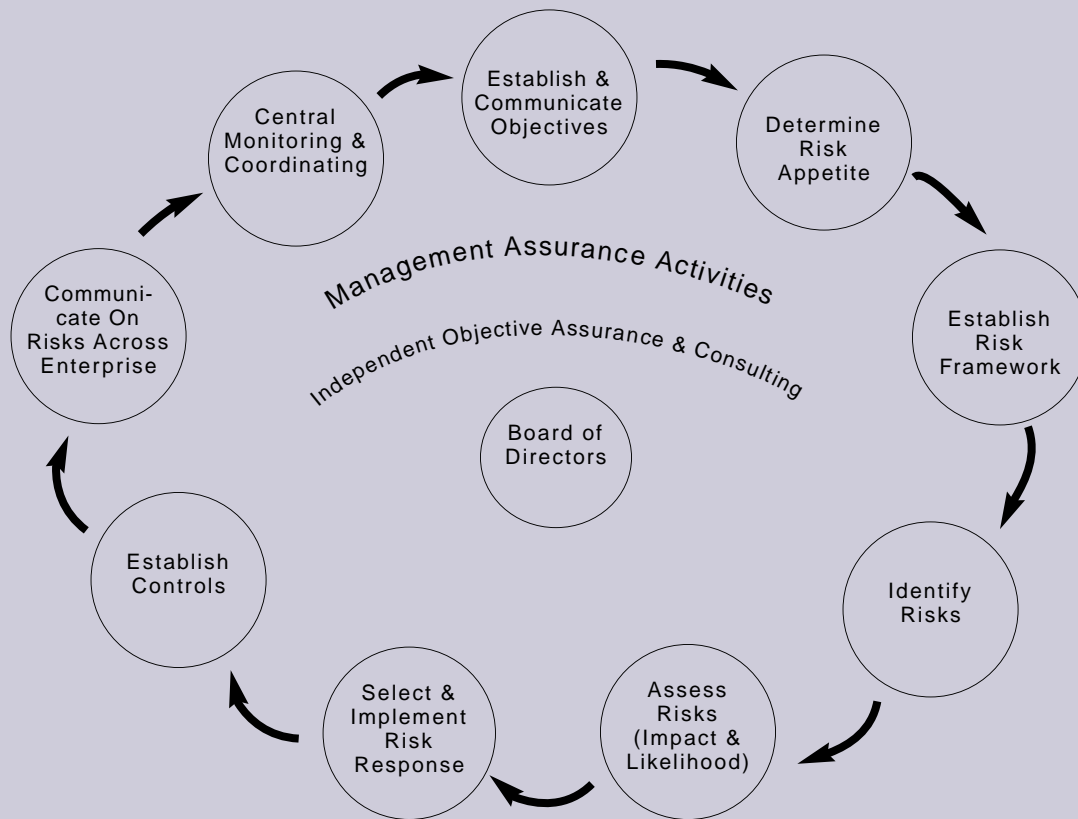 Establish &
Communicate
Objectives
Determine
Risk
Appetite
Establish
Risk
Framework
Identify
Risks
Assess
Risks
(Impact &
Likelihood)
Select &
Implement
Risk
Response
Establish
Controls
Communi-
cate On
Risks Across
Enterprise
Central
Monitoring &
Coordinating
Management Assurance Activities
Independent Objective Assurance & Consulting
Board of
Directors